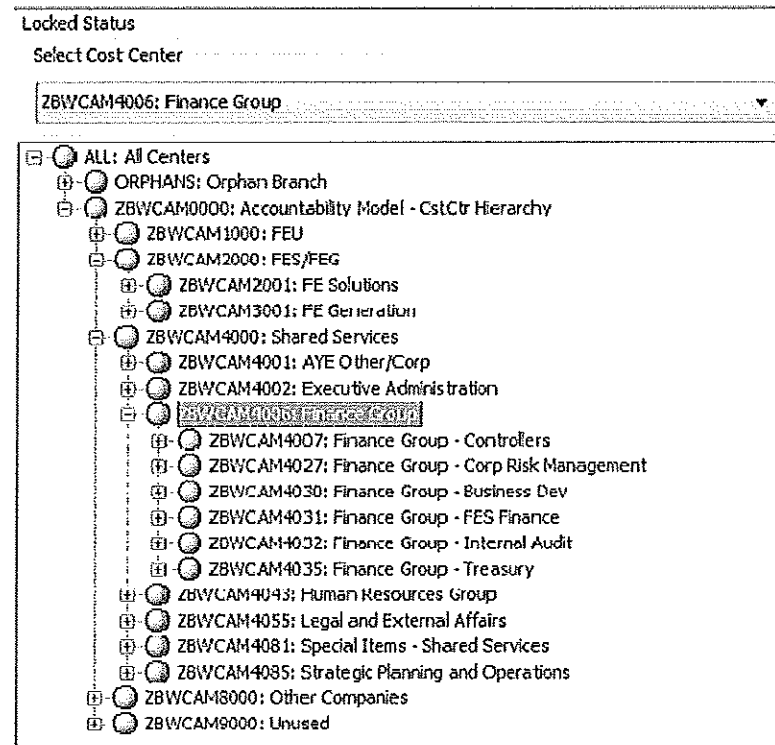 Locked Status
Select Cost Center
ZBWCAM4006: Finance Group
ALL: All Centers
ORPHANS: Orphan Branch
ZBWCAM0000: Accountability Model - CstCtr Hierarchy
ZBWCAM1000: FEU
ZBWCAM2000: FES/FEG
ZBWCAM2001: FE Solutions
ZBWCAM3001: FE Generation
ZBWCAM4000: Shared Services
ZBWCAM4001: AYE Other/Corp
ZBWCAM4002: Executive Administration
ZBWCAM4006: Finance Group
ZBWCAM4007: Finance Group - Controllers
ZBWCAM4027: Finance Group - Corp Risk Management
ZBWCAM4030: Finance Group - Business Dev
ZBWCAM4031: Finance Group - FES Finance
ZBWCAM4032: Finance Group - Internal Audit
ZBWCAM4035: Finance Group - Treasury
ZBWCAM4043: Human Resources Group
ZBWCAM4055: Legal and External Affairs
ZBWCAM4081: Special Items - Shared Services
ZBWCAM4085: Strategic Planning and Operations
ZBWCAM8000: Other Companies
ZBWCAM9000: Unused